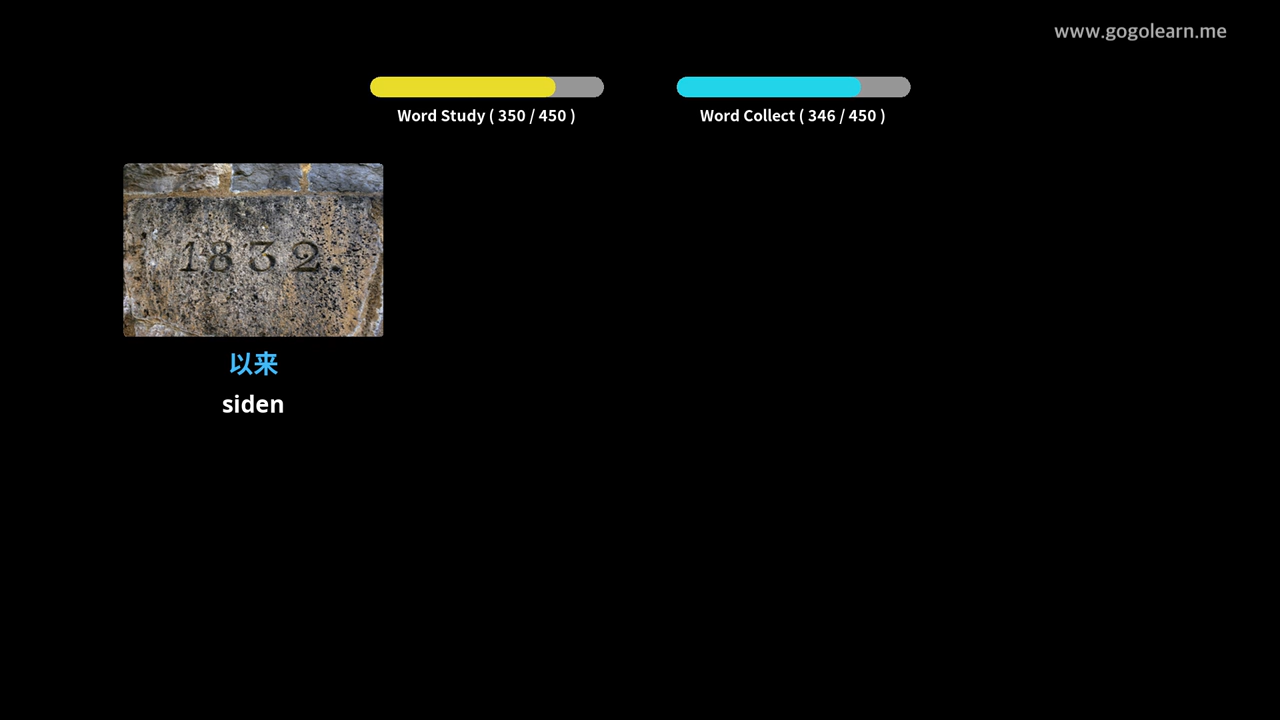 www.gogolearn.me
Word Study ( 350 / 450 )
Word Collect ( 346 / 450 )
1832.
以来
siden